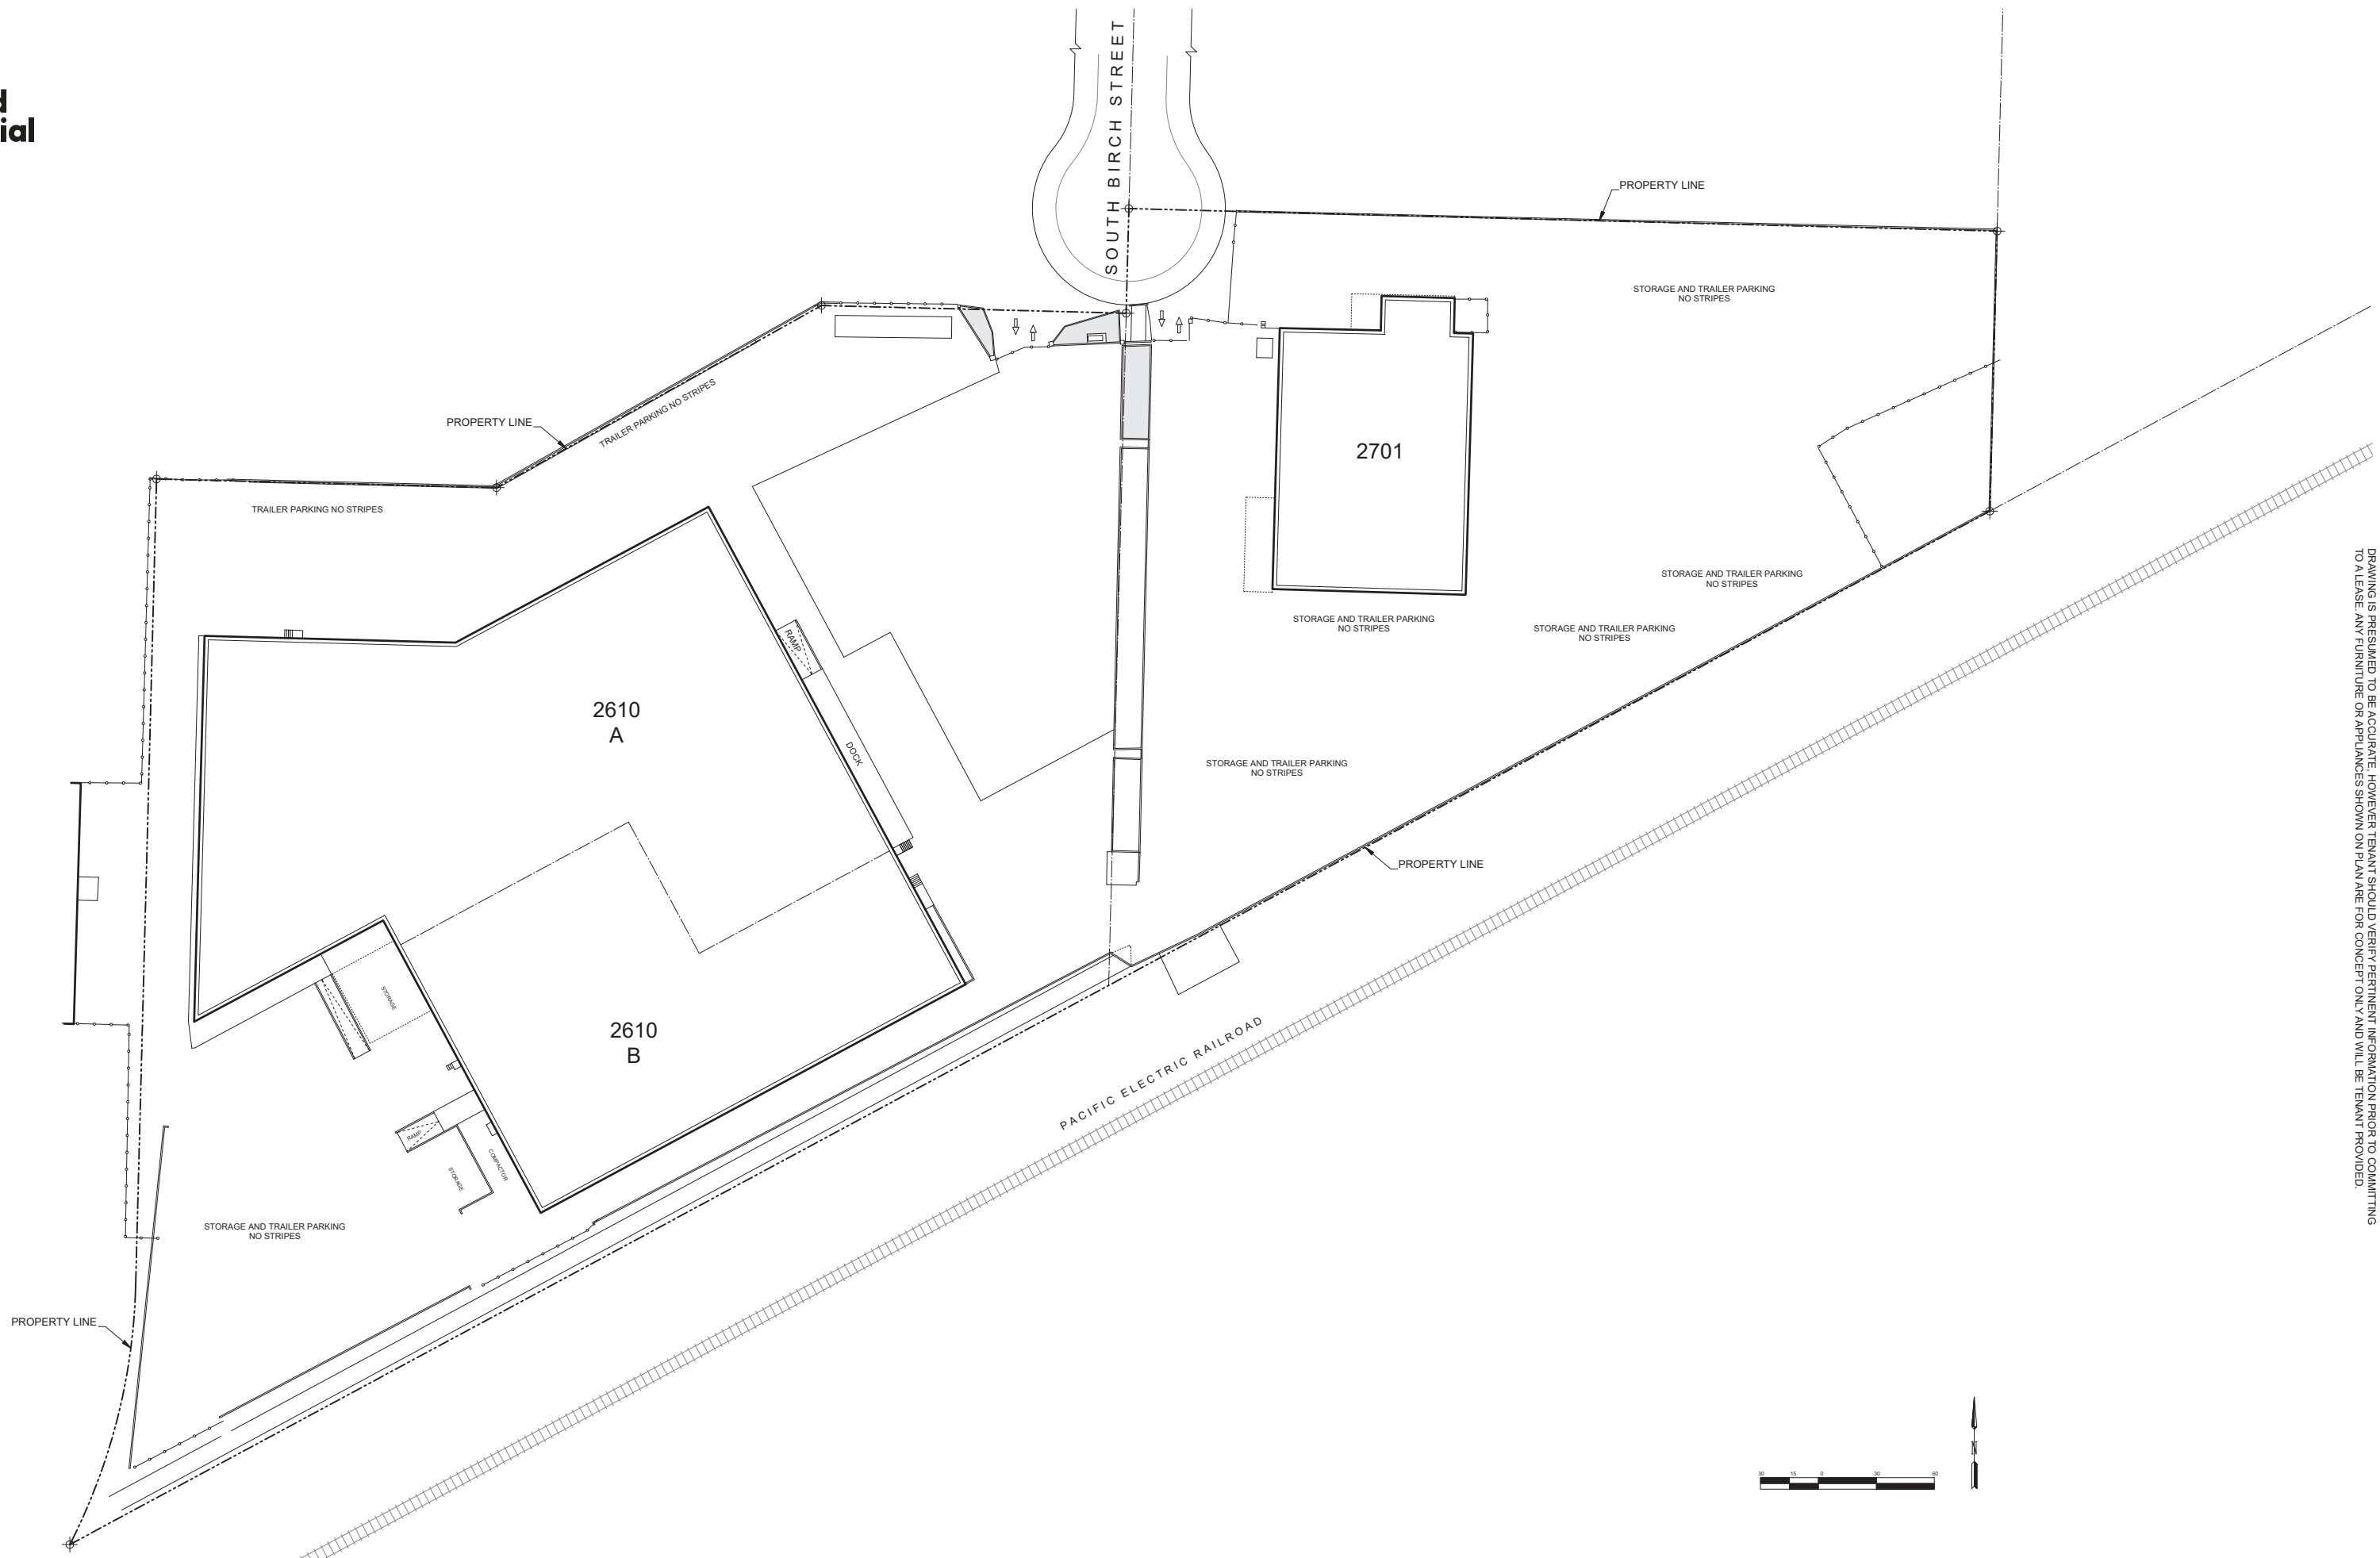 ial
SOUTH BIRCH STREET
PROPERTY LINE
STORAGE AND TRAILER PARKING
NO STRIPES
PROPERTY LINE
TRAILER PARKING NO STRIPES
2701
TRAILER PARKING NO STRIPES
STORAGE AND TRAILER PARKING
NO STRIPES
STORAGE AND TRAILER PARKING
NO STRIPES
STORAGE AND TRAILER PARKING
NO STRIPES
RAMP
2610
A
DOCK
STORAGE AND TRAILER PARKING
NO STRIPES
PROPERTY LINE
STORAGE
2610
B
PACIFIC ELECTRIC RAILROAD
RAMP
STORAGE
COMPACTOR
STORAGE AND TRAILER PARKING
NO STRIPES
PROPERTY LINE
30 15 0 30 60
N
DRAWING IS PRESUMED TO BE ACCURATE, HOWEVER TENANT SHOULD VERIFY PERTINENT INFORMATION PRIOR TO COMMITTING
TO A LEASE. ANY FURNITURE OR APPLIANCES SHOWN ON PLAN ARE FOR CONCEPT ONLY AND WILL BE TENANT PROVIDED.